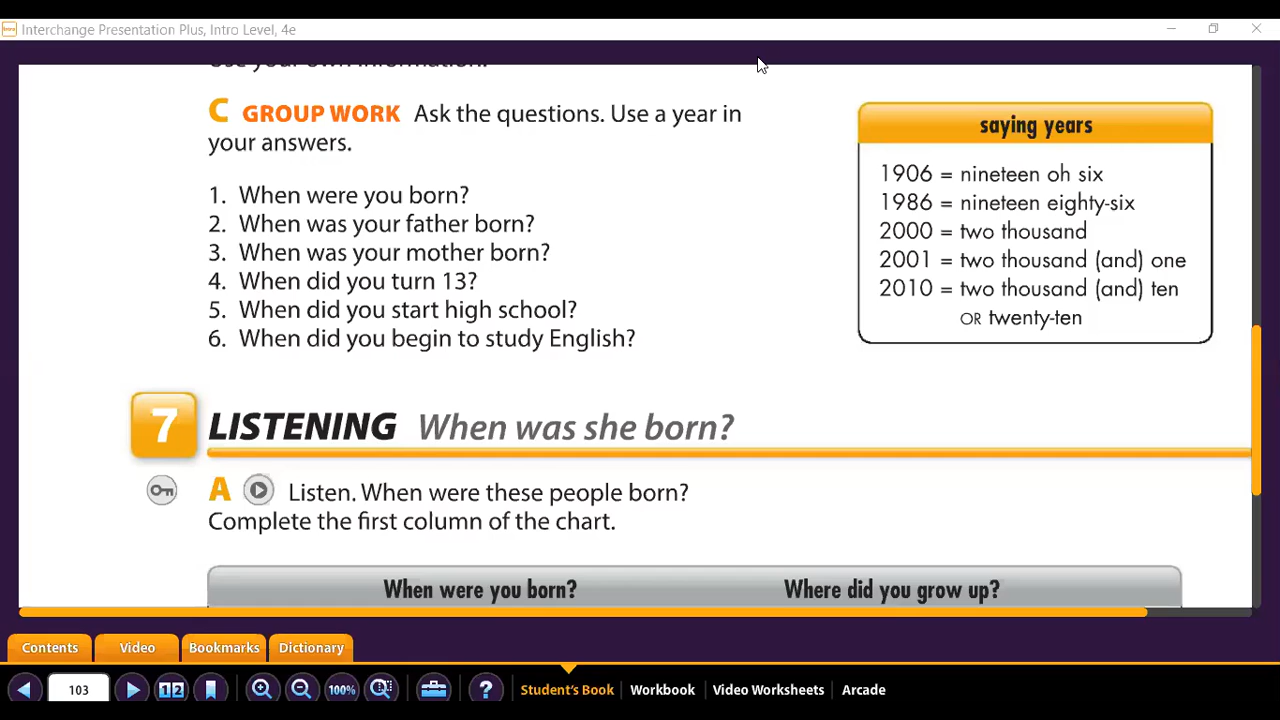 Interchange Presentation Plus, Intro Level, 4e
Use your own information.
C GROUP WORK Ask the questions. Use a year in
your answers.
1. When were you born?
2. When was your father born?
3. When was your mother born?
4. When did you turn 13?
5. When did you start high school?
6. When did you begin to study English?
saying years
1906 = nineteen oh six
1986 = nineteen eighty-six
2000 = two thousand
2001 = two thousand (and) one
2010 = two thousand (and) ten
OR twenty-ten
7 LISTENING When was she born?
A Listen. When were these people born?
Complete the first column of the chart.
When were you born? Where did you grow up?
Contents Video Bookmarks Dictionary
103 12 100% ? Student's Book Workbook Video Worksheets Arcade